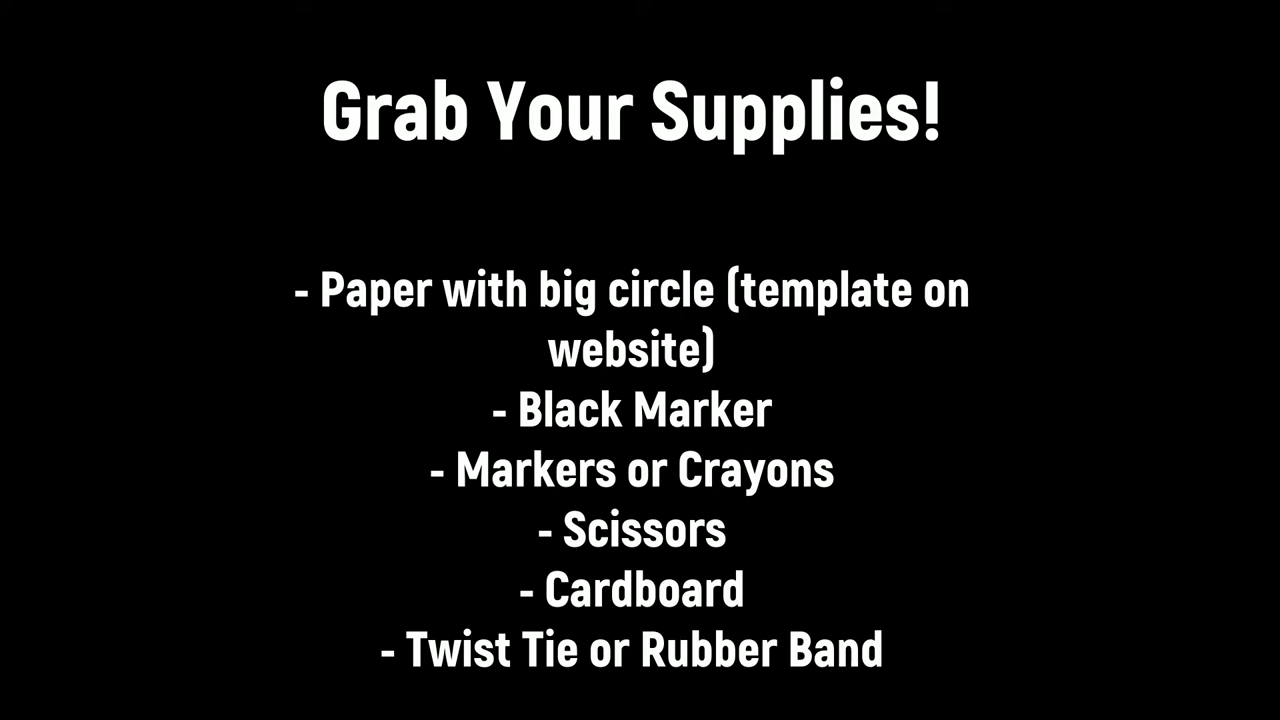 Grab Your Supplies!
- Paper with big circle (template on
website)
- Black Marker
- Markers or Crayons
- Scissors
- Cardboard
- Twist Tie or Rubber Band